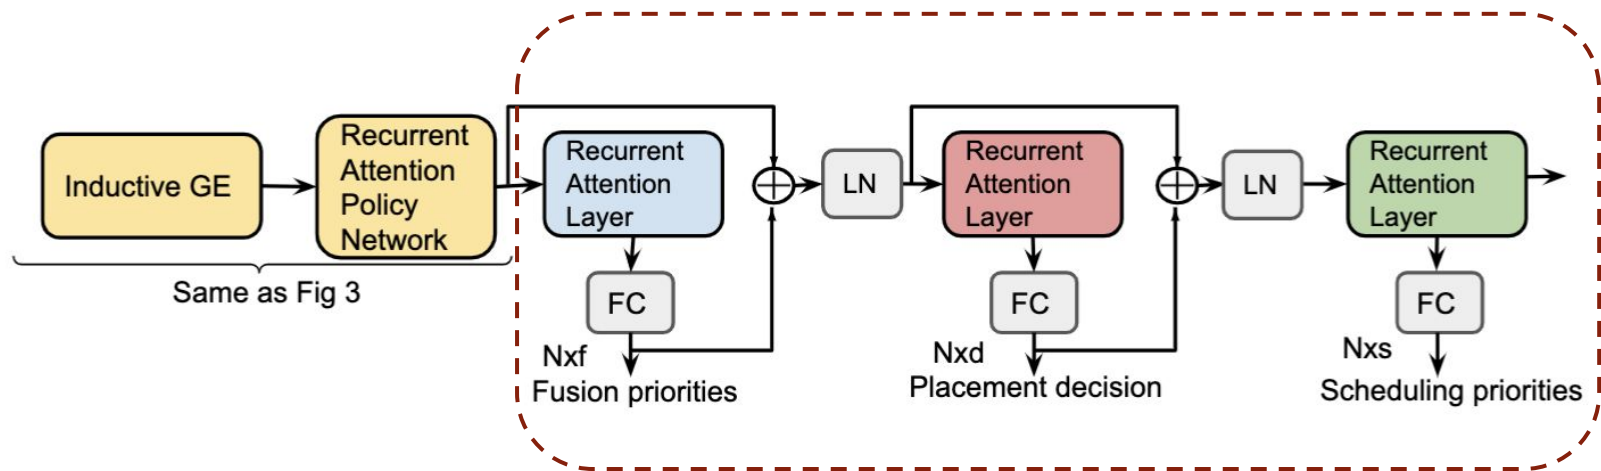 Inductive GE
Recurrent
Attention
Policy
Network
Same as Fig 3
Recurrent
Attention
Layer
FC
Nxf
Fusion priorities
LN
Recurrent
Attention
Layer
FC
Nxd
Placement decision
LN
Recurrent
Attention
Layer
FC
Nxs
Scheduling priorities